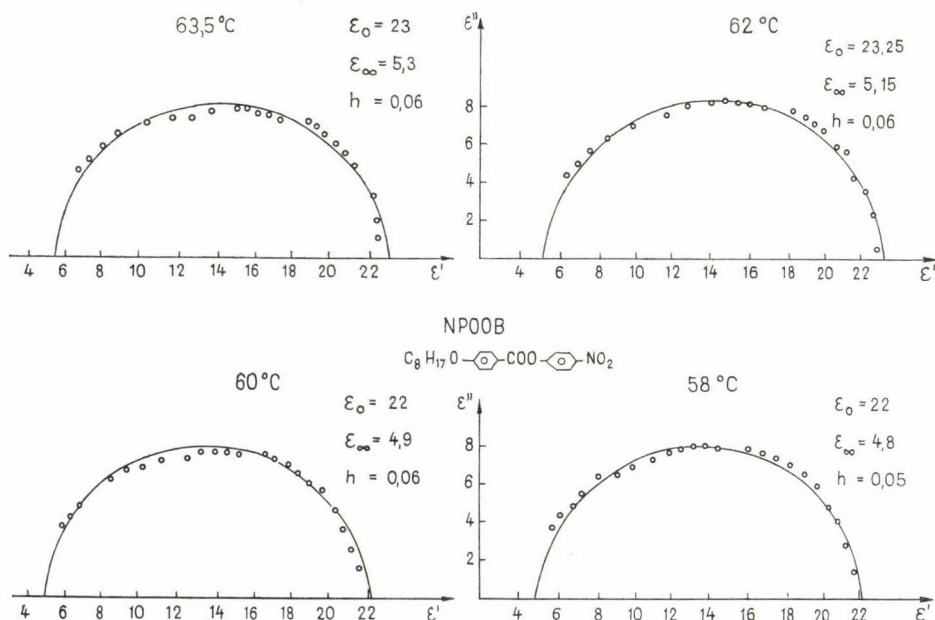 63,5 °C
ε₀ = 23
ε∞ = 5,3
h = 0,06
4 6 8 10 12 14 16 18 20 22 ε'
ε"
62 °C
ε₀ = 23,25
ε∞ = 5,15
h = 0,06
8
6
4
2
4 6 8 10 12 14 16 18 20 22 ε'
NPOOB
C₈H₁₇O COO NO₂
60 °C
ε₀ = 22
ε∞ = 4,9
h = 0,06
4 6 8 10 12 14 16 18 20 22 ε'
ε"
58 °C
ε₀ = 22
ε∞ = 4,8
h = 0,05
8
6
4
2
4 6 8 10 12 14 16 18 20 22 ε'